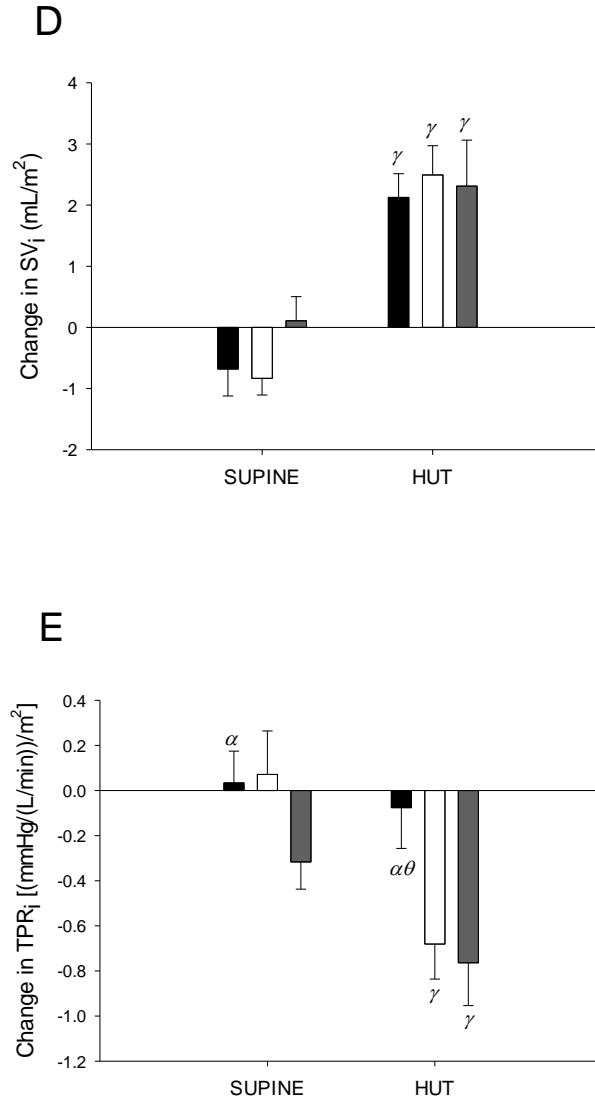 D
4
3
2
1
0
-1
-2
Change in SVi (mL/m²)
γ γ γ
SUPINE HUT
E
0.4
0.2
0.0
-0.2
-0.4
-0.6
-0.8
-1.0
-1.2
Change in TPRi [(mmHg/(L/min))/m²]
α
αθ
γ
γ
SUPINE HUT